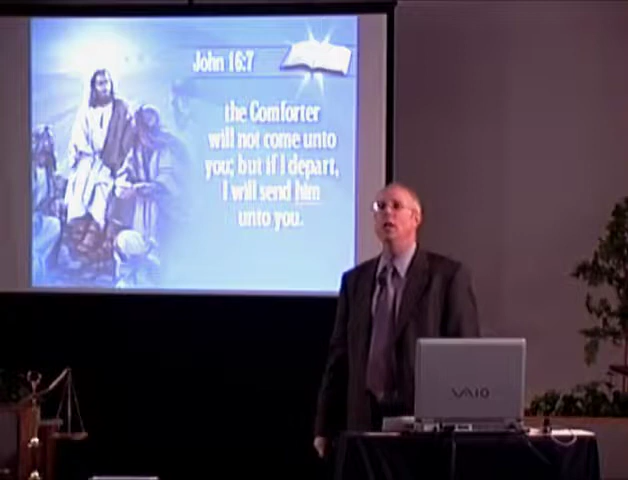 John 16:7
the Comforter
will not come unto
you; but if I depart,
I will send him
unto you.
VAIO